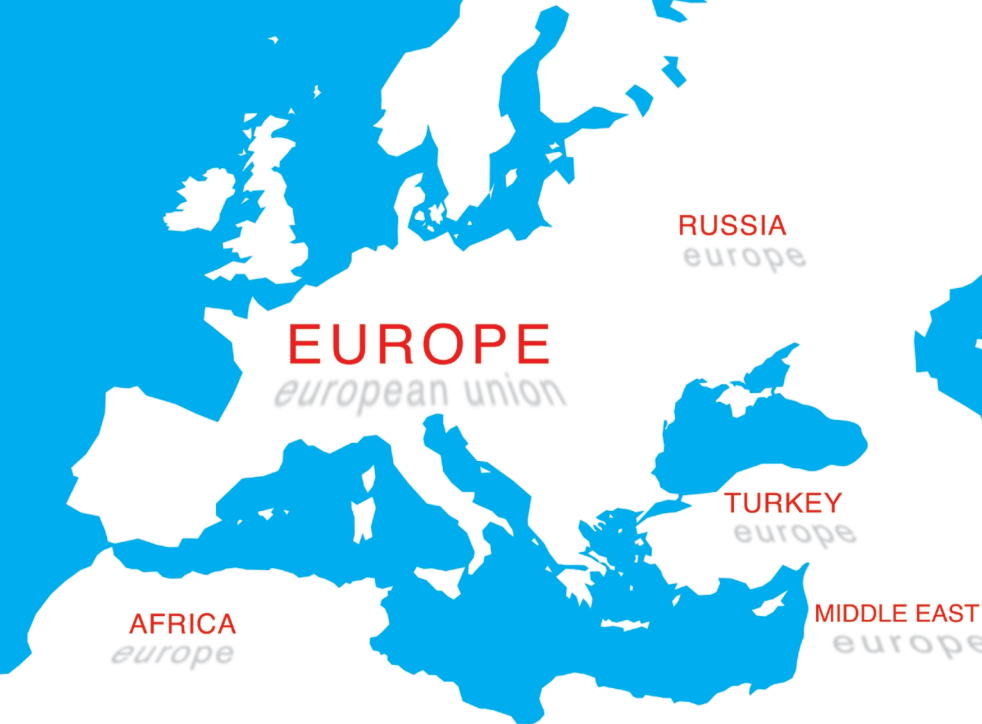 RUSSIA
europe
EUROPE
european union
TURKEY
europe
AFRICA
europe
MIDDLE EAST
europe